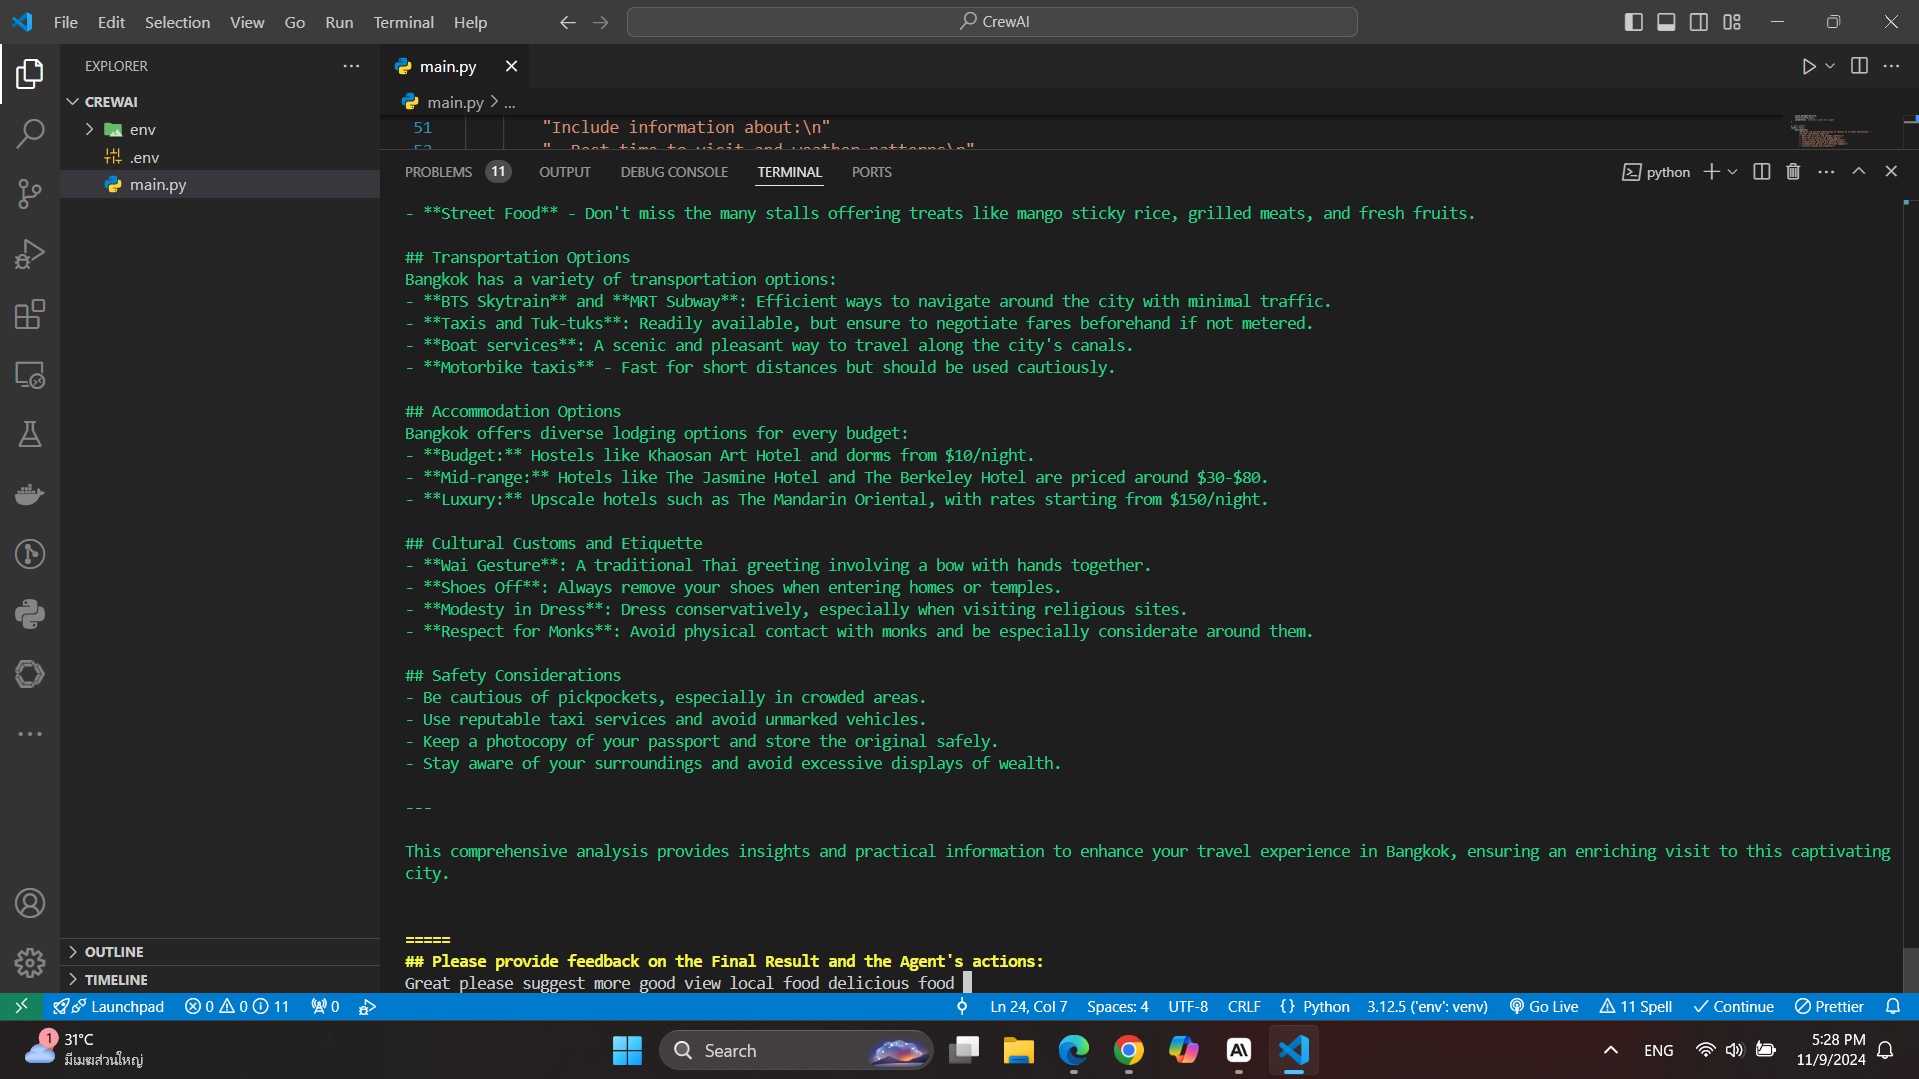 File Edit Selection View Go Run Terminal Help
CrewAI
EXPLORER
main.py
CREWAI
env
.env
main.py
main.py > ...
51 "Include information about:\n"
PROBLEMS 11 OUTPUT DEBUG CONSOLE TERMINAL PORTS
python
- **Street Food** - Don't miss the many stalls offering treats like mango sticky rice, grilled meats, and fresh fruits.
## Transportation Options
Bangkok has a variety of transportation options:
- **BTS Skytrain** and **MRT Subway**: Efficient ways to navigate around the city with minimal traffic.
- **Taxis and Tuk-tuks**: Readily available, but ensure to negotiate fares beforehand if not metered.
- **Boat services**: A scenic and pleasant way to travel along the city's canals.
- **Motorbike taxis** - Fast for short distances but should be used cautiously.
## Accommodation Options
Bangkok offers diverse lodging options for every budget:
- **Budget:** Hostels like Khaosan Art Hotel and dorms from $10/night.
- **Mid-range:** Hotels like The Jasmine Hotel and The Berkeley Hotel are priced around $30-$80.
- **Luxury:** Upscale hotels such as The Mandarin Oriental, with rates starting from $150/night.
## Cultural Customs and Etiquette
- **Wai Gesture**: A traditional Thai greeting involving a bow with hands together.
- **Shoes Off**: Always remove your shoes when entering homes or temples.
- **Modesty in Dress**: Dress conservatively, especially when visiting religious sites.
- **Respect for Monks**: Avoid physical contact with monks and be especially considerate around them.
## Safety Considerations
- Be cautious of pickpockets, especially in crowded areas.
- Use reputable taxi services and avoid unmarked vehicles.
- Keep a photocopy of your passport and store the original safely.
- Stay aware of your surroundings and avoid excessive displays of wealth.
---
This comprehensive analysis provides insights and practical information to enhance your travel experience in Bangkok, ensuring an enriching visit to this captivating
city.
=====
## Please provide feedback on the Final Result and the Agent's actions:
Great please suggest more good view local food delicious food
OUTLINE
TIMELINE
Launchpad 0 0 11 0 Ln 24, Col 7 Spaces: 4 UTF-8 CRLF {} Python 3.12.5 ('env': venv) Go Live 11 Spell Continue Prettier
1 31°C
มีเมฆส่วนใหญ่
Search
ENG
5:28 PM
11/9/2024